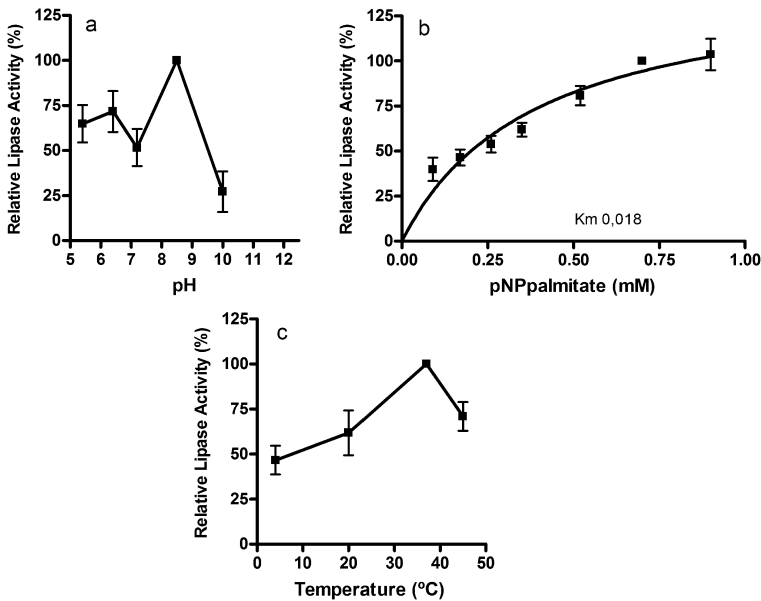 a
Relative Lipase Activity (%)
125
100
75
50
25
0
5 6 7 8 9 10 11 12
pH
b
Relative Lipase Activity (%)
125
100
75
50
25
0
Km 0,018
0.00 0.25 0.50 0.75 1.00
pNPpalmitate (mM)
c
Relative Lipase Activity (%)
125
100
75
50
25
0
0 10 20 30 40 50
Temperature (ºC)